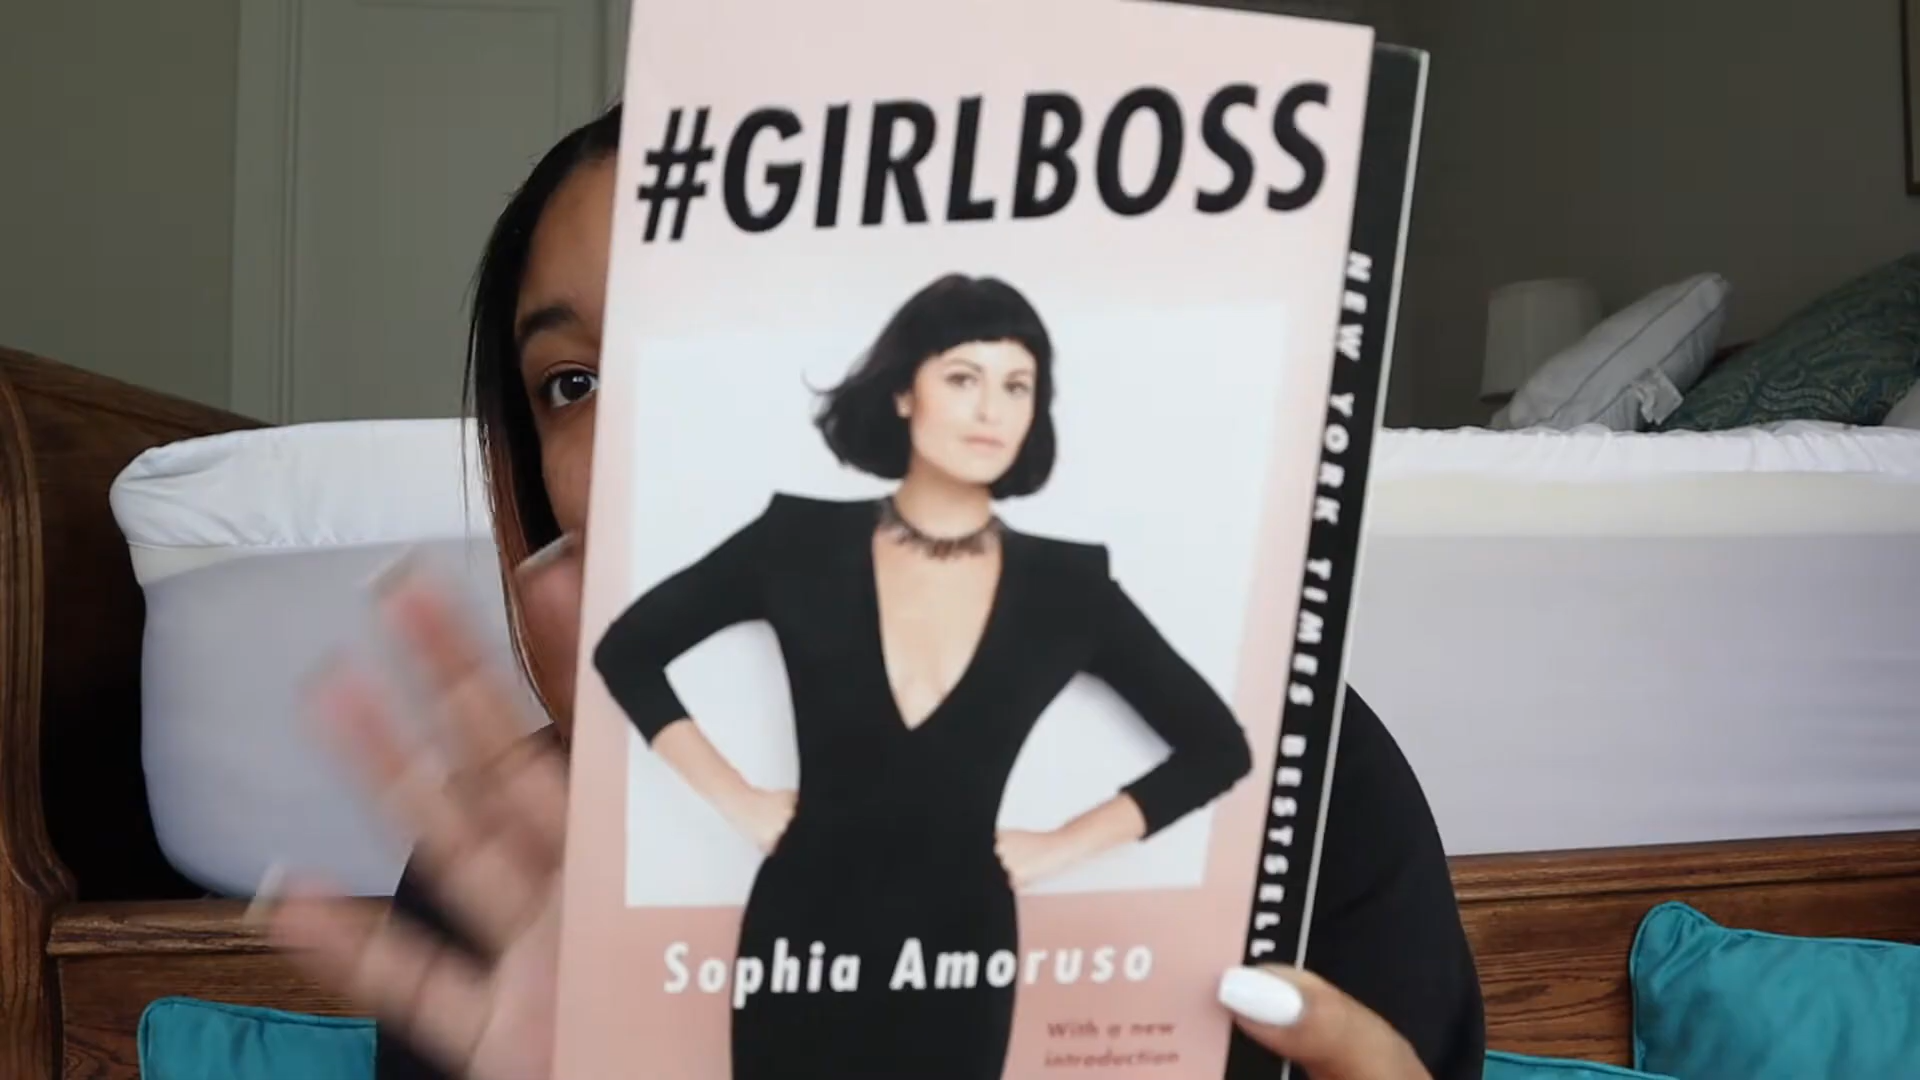 #GIRLBOSS
NEW YORK TIMES BESTSELL
Sophia Amoruso
With a new
introduction